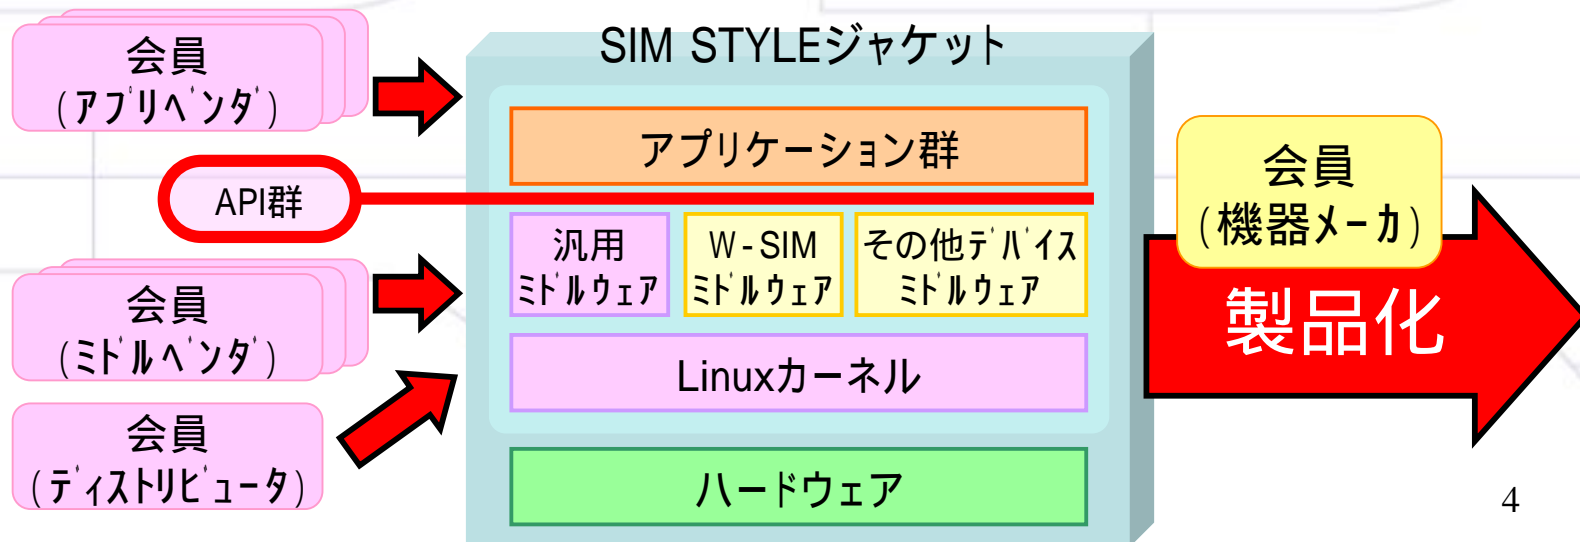 SIM STYLEジャケット
会員
(ｱﾌﾟﾘﾍﾞﾝﾀﾞ)
アプリケーション群
API群
会員
(機器ﾒｰｶ)
汎用
ﾐﾄﾞﾙｳｪｱ
W-SIM
ﾐﾄﾞﾙｳｪｱ
その他ﾃﾞﾊﾞｲｽ
ﾐﾄﾞﾙｳｪｱ
会員
(ﾐﾄﾞﾙﾍﾞﾝﾀﾞ)
製品化
Linuxカーネル
会員
(ﾃﾞｨｽﾄﾘﾋﾞｭｰﾀ)
ハードウェア
4